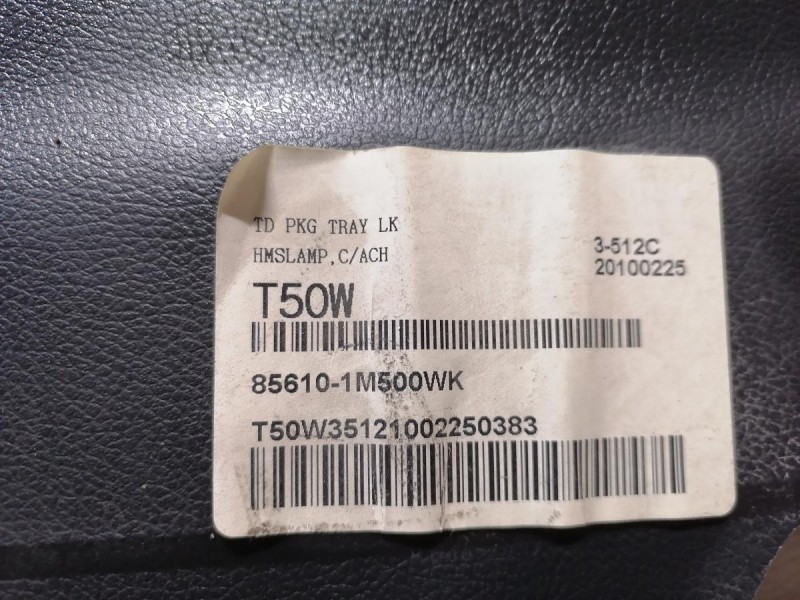 TD PKG TRAY LK
HMSLAMP,C/ACH
3-512C
20100225
T50W
85610-1M500WK
T50W35121002250383